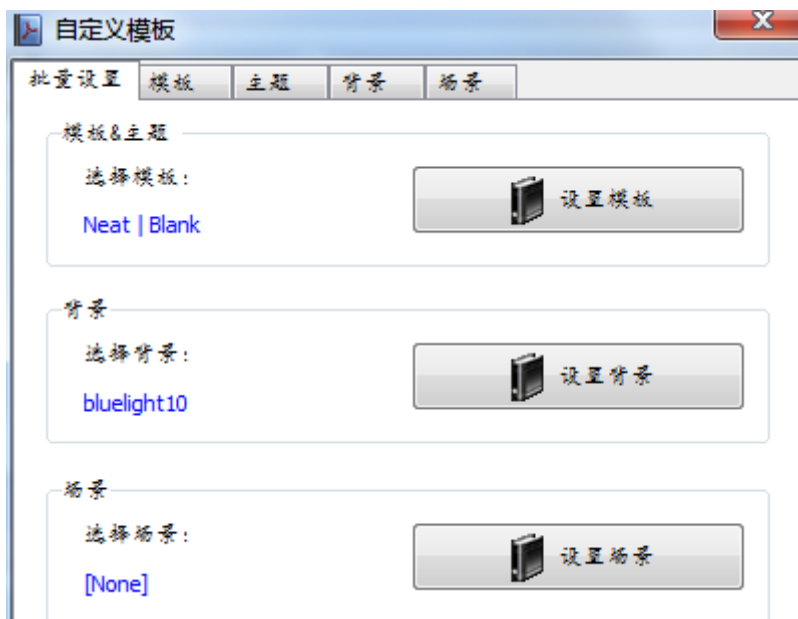 自定义模板
批量设置 模板 主题 背景 场景
模板&主题
选择模板:
设置模板
Neat | Blank
背景
选择背景:
设置背景
bluelight10
场景
选择场景:
设置场景
[None]